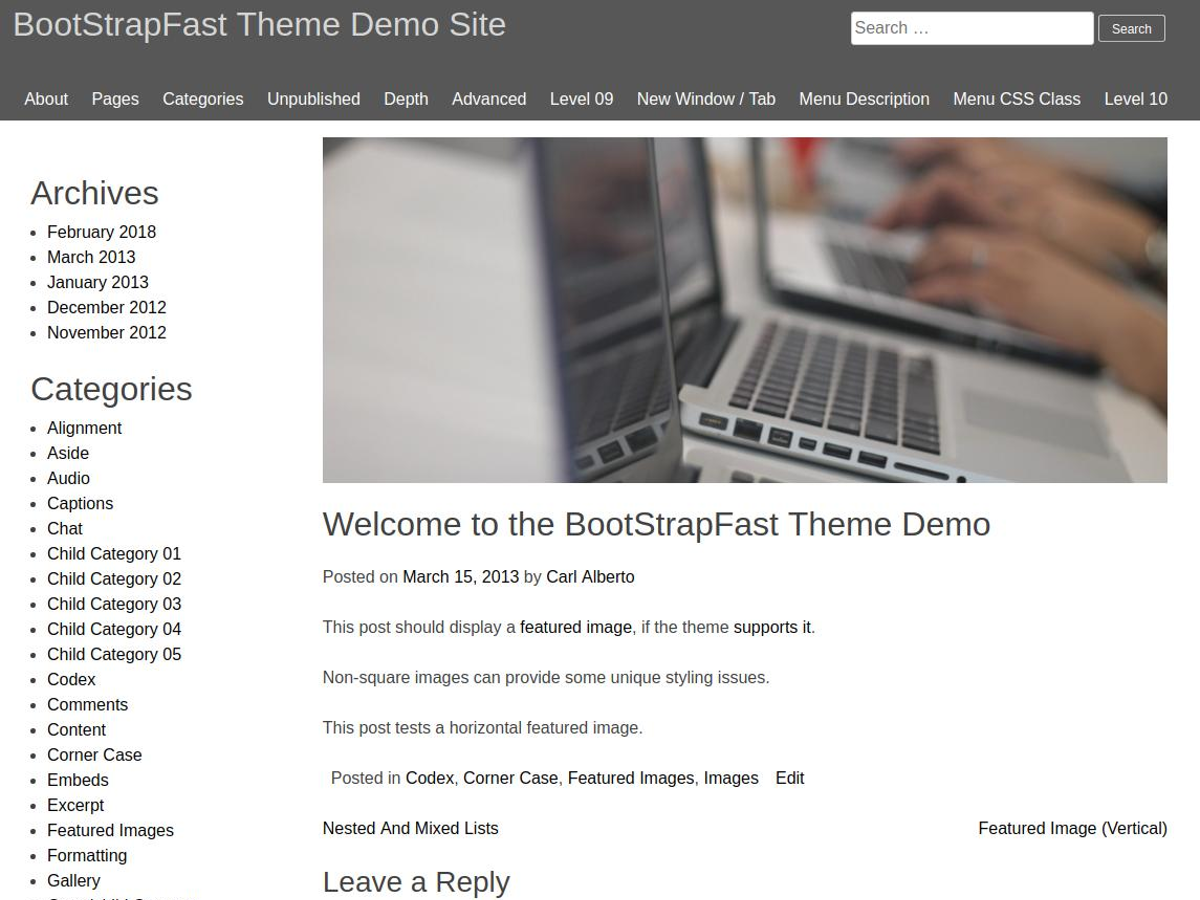 BootStrapFast Theme Demo Site
Search …
Search
About Pages Categories Unpublished Depth Advanced Level 09 New Window / Tab Menu Description Menu CSS Class Level 10
Archives
February 2018
March 2013
January 2013
December 2012
November 2012
Categories
Alignment
Aside
Audio
Captions
Chat
Child Category 01
Child Category 02
Child Category 03
Child Category 04
Child Category 05
Codex
Comments
Content
Corner Case
Embeds
Excerpt
Featured Images
Formatting
Gallery
Welcome to the BootStrapFast Theme Demo
Posted on March 15, 2013 by Carl Alberto
This post should display a featured image, if the theme supports it.
Non-square images can provide some unique styling issues.
This post tests a horizontal featured image.
Posted in Codex, Corner Case, Featured Images, Images Edit
Nested And Mixed Lists
Featured Image (Vertical)
Leave a Reply